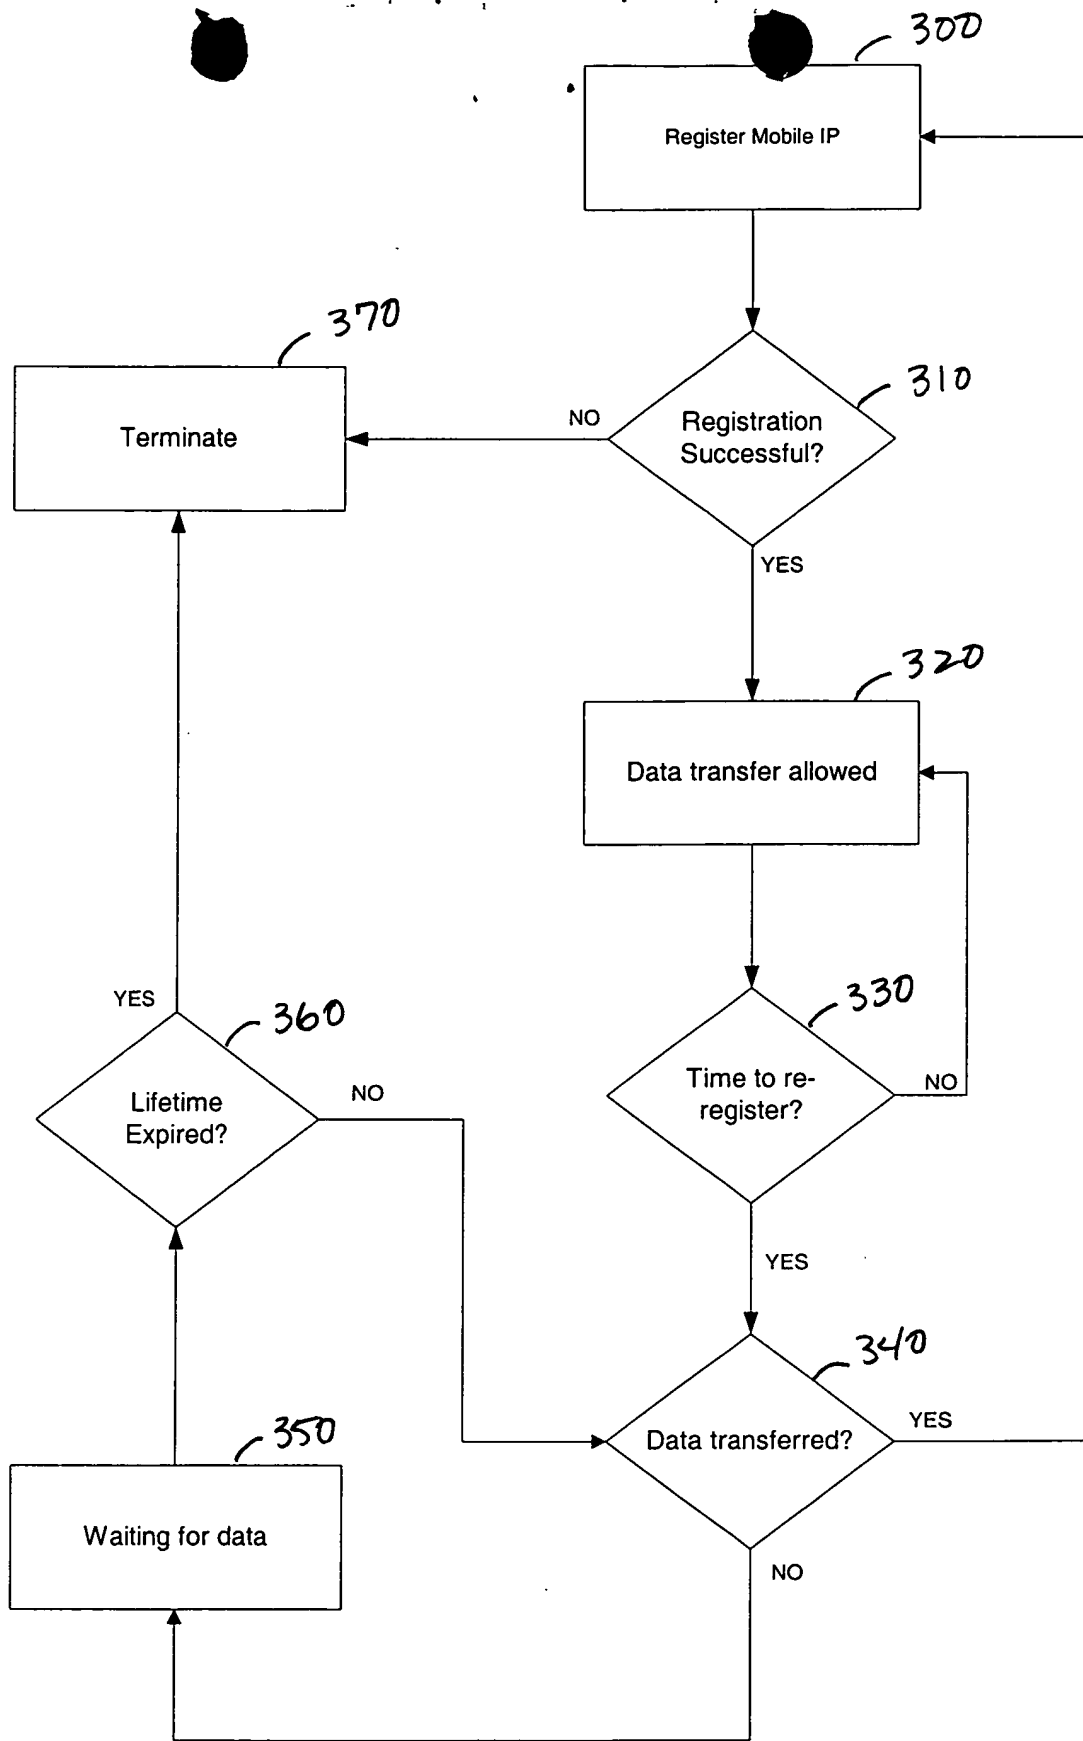 300
Register Mobile IP
370
310
Terminate
NO
Registration
Successful?
YES
320
Data transfer allowed
YES
360
330
Lifetime
Expired?
NO
Time to re-
register?
NO
YES
340
350
Data transferred?
YES
Waiting for data
NO